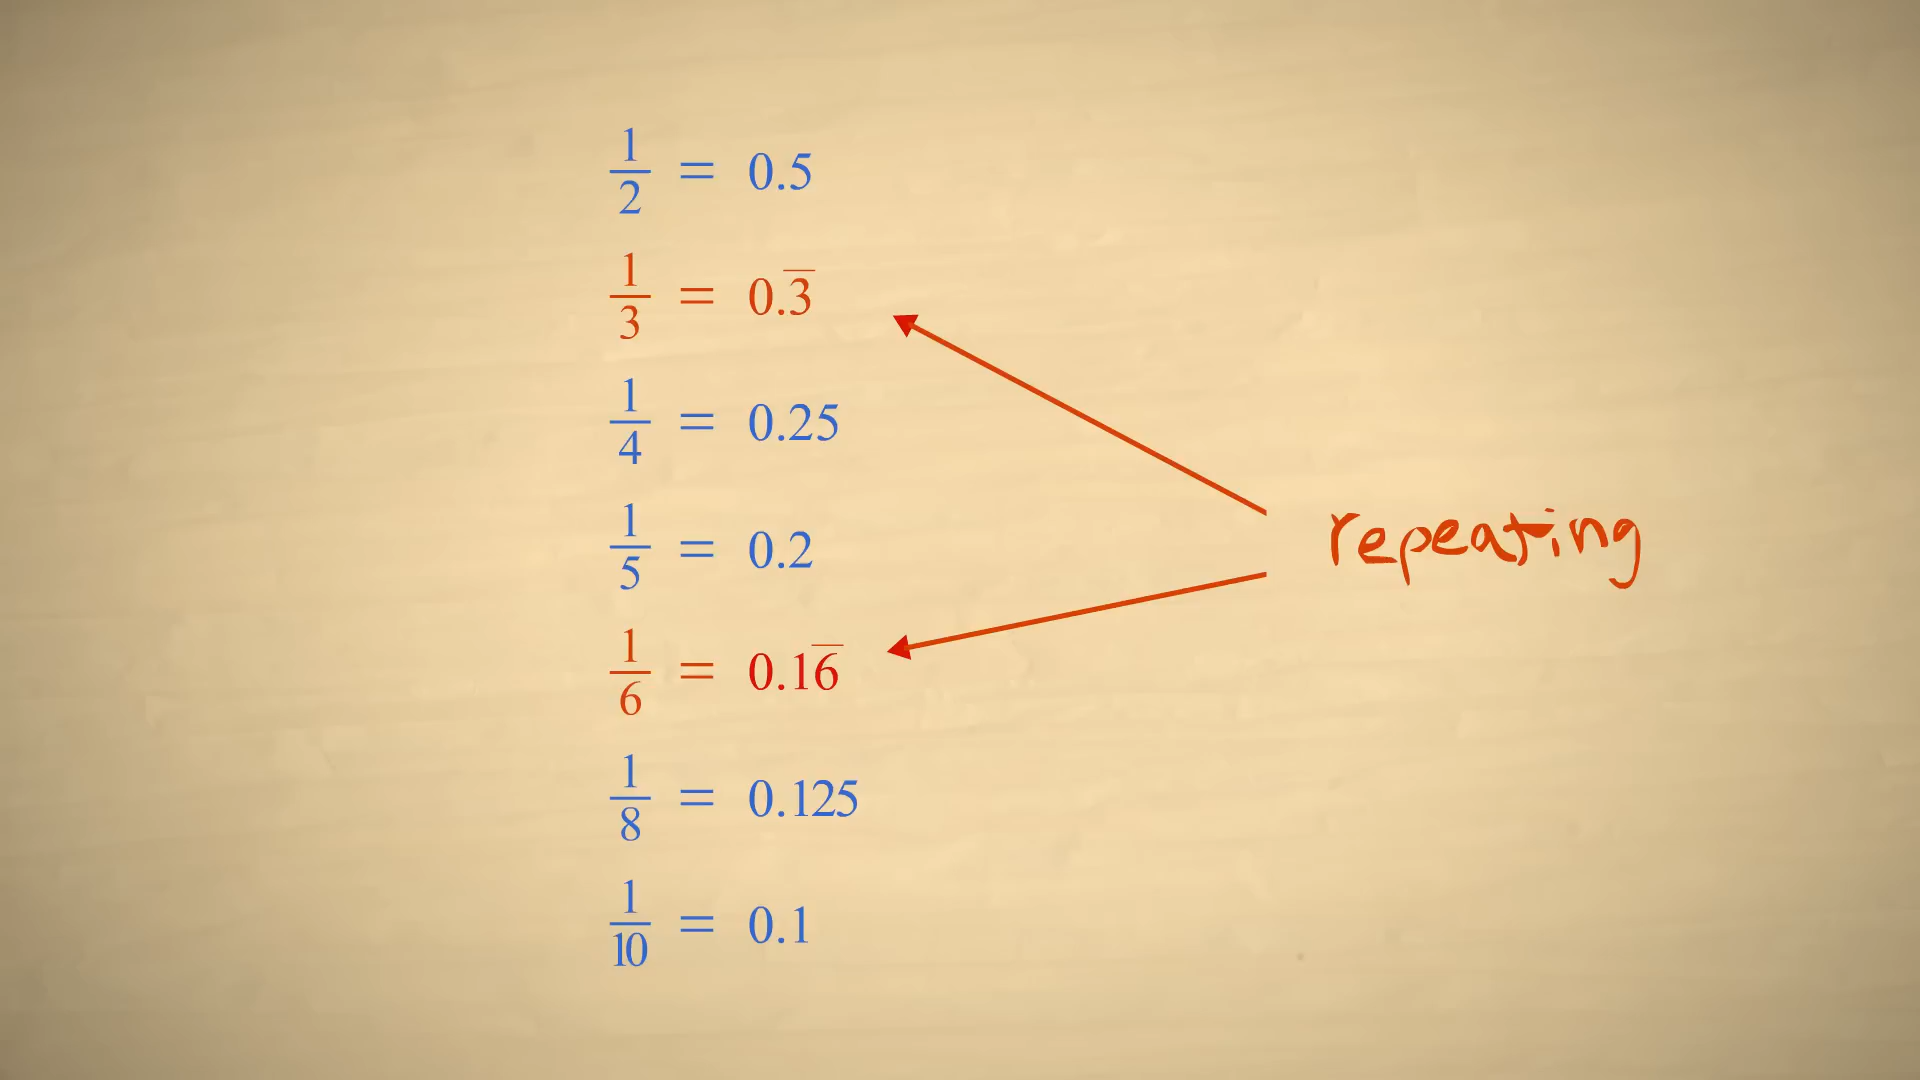 1/2 = 0.5
1/3 = 0.3̅
1/4 = 0.25
1/5 = 0.2
repeating
1/6 = 0.16̅
1/8 = 0.125
1/10 = 0.1